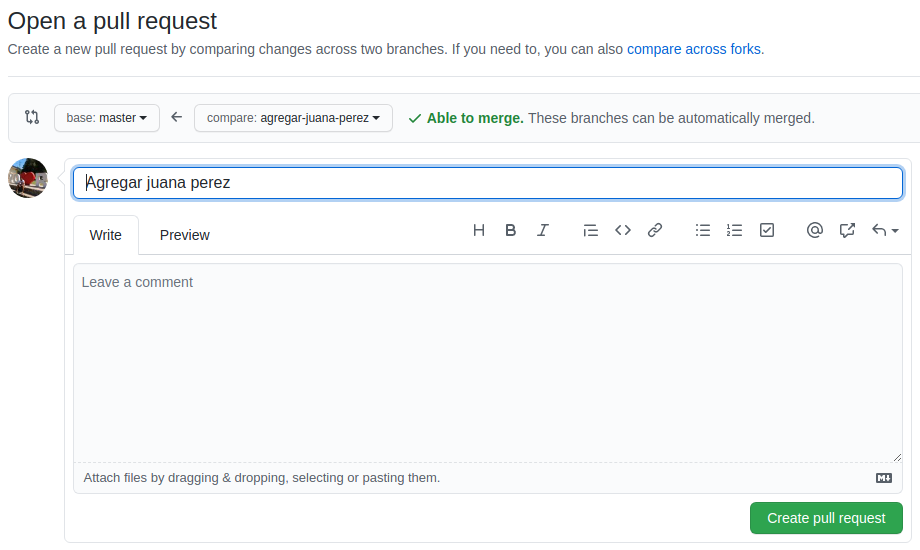 Open a pull request
Create a new pull request by comparing changes across two branches. If you need to, you can also compare across forks.
base: master compare: agregar-juana-perez Able to merge. These branches can be automatically merged.
Agregar juana perez
Write Preview H B I
Leave a comment
Attach files by dragging & dropping, selecting or pasting them.
Create pull request